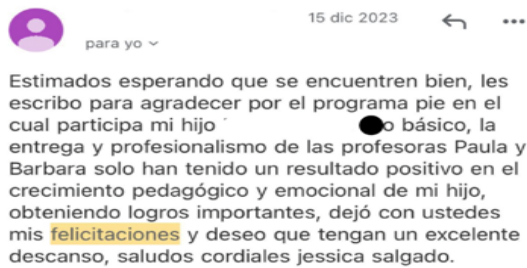 15 dic 2023
para yo
Estimados esperando que se encuentren bien, les
escribo para agradecer por el programa pie en el
cual participa mi hijo o básico, la
entrega y profesionalismo de las profesoras Paula y
Barbara solo han tenido un resultado positivo en el
crecimiento pedagógico y emocional de mi hijo,
obteniendo logros importantes, dejó con ustedes
mis felicitaciones y deseo que tengan un excelente
descanso, saludos cordiales jessica salgado.